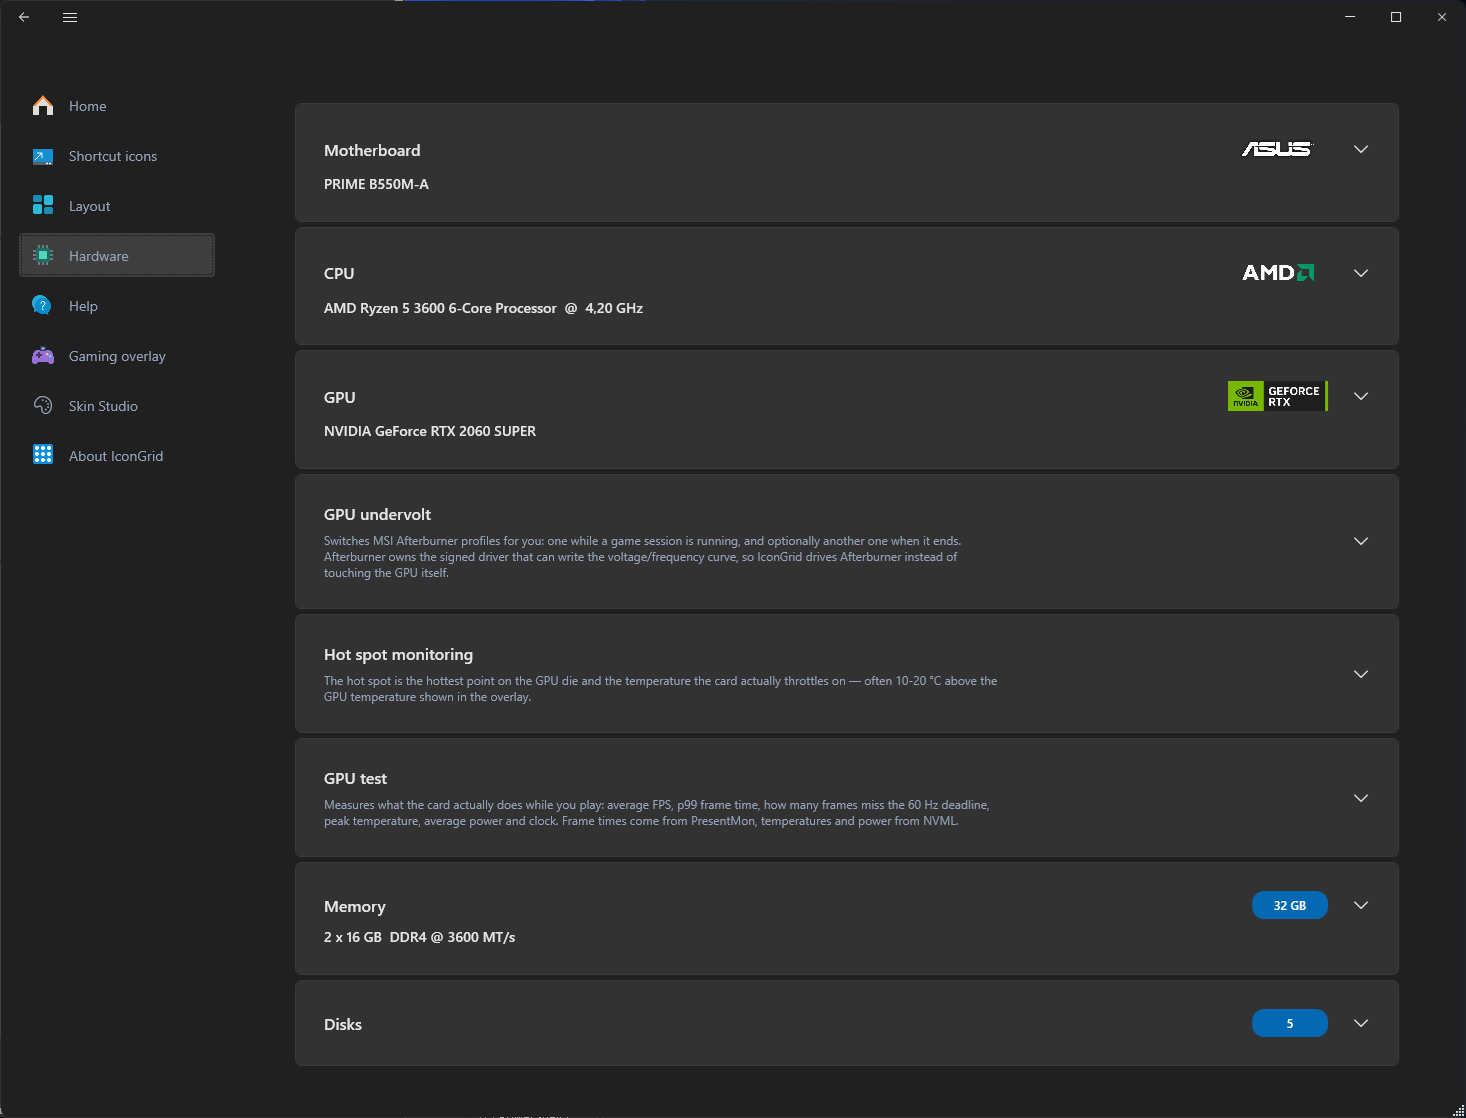 Home
Shortcut icons
Layout
Hardware
Help
Gaming overlay
Skin Studio
About IconGrid
Motherboard
ASUS
PRIME B550M-A
CPU
AMD
AMD Ryzen 5 3600 6-Core Processor @ 4,20 GHz
GPU
NVIDIA
GEFORCE
RTX
NVIDIA GeForce RTX 2060 SUPER
GPU undervolt
Switches MSI Afterburner profiles for you: one while a game session is running, and optionally another one when it ends.
Afterburner owns the signed driver that can write the voltage/frequency curve, so IconGrid drives Afterburner instead of
touching the GPU itself.
Hot spot monitoring
The hot spot is the hottest point on the GPU die and the temperature the card actually throttles on — often 10-20 °C above the
GPU temperature shown in the overlay.
GPU test
Measures what the card actually does while you play: average FPS, p99 frame time, how many frames miss the 60 Hz deadline,
peak temperature, average power and clock. Frame times come from PresentMon, temperatures and power from NVML.
Memory
32 GB
2 x 16 GB DDR4 @ 3600 MT/s
Disks
5